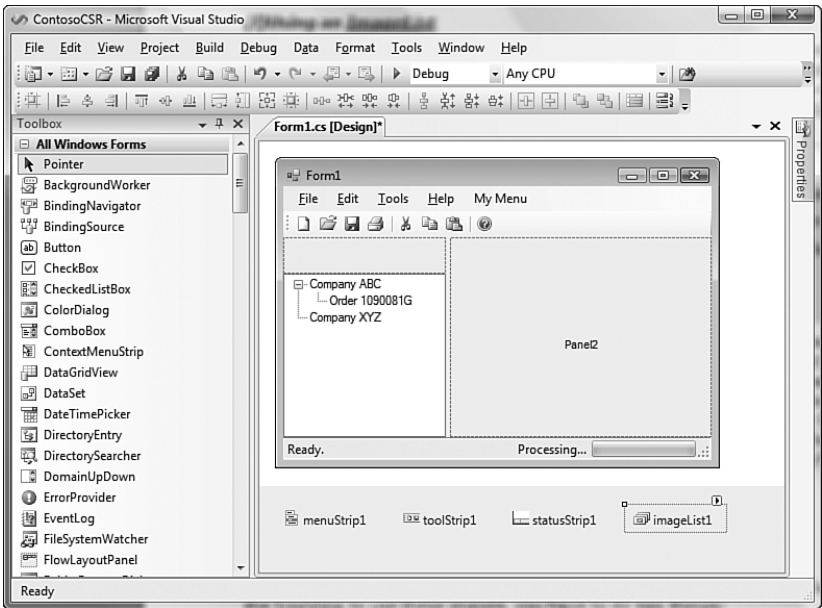 ContosoCSR - Microsoft Visual Studio
File Edit View Project Build Debug Data Format Tools Window Help
Debug Any CPU
Toolbox
Form1.cs [Design]*
Properties
All Windows Forms
Pointer
BackgroundWorker
BindingNavigator
BindingSource
Button
CheckBox
CheckedListBox
ColorDialog
ComboBox
ContextMenuStrip
DataGridView
DataSet
DateTimePicker
DirectoryEntry
DirectorySearcher
DomainUpDown
ErrorProvider
EventLog
FileSystemWatcher
FlowLayoutPanel
Form1
File Edit Tools Help My Menu
Company ABC
Order 1090081G
Company XYZ
Panel2
Ready. Processing...
menuStrip1 toolStrip1 statusStrip1 imageList1
Ready